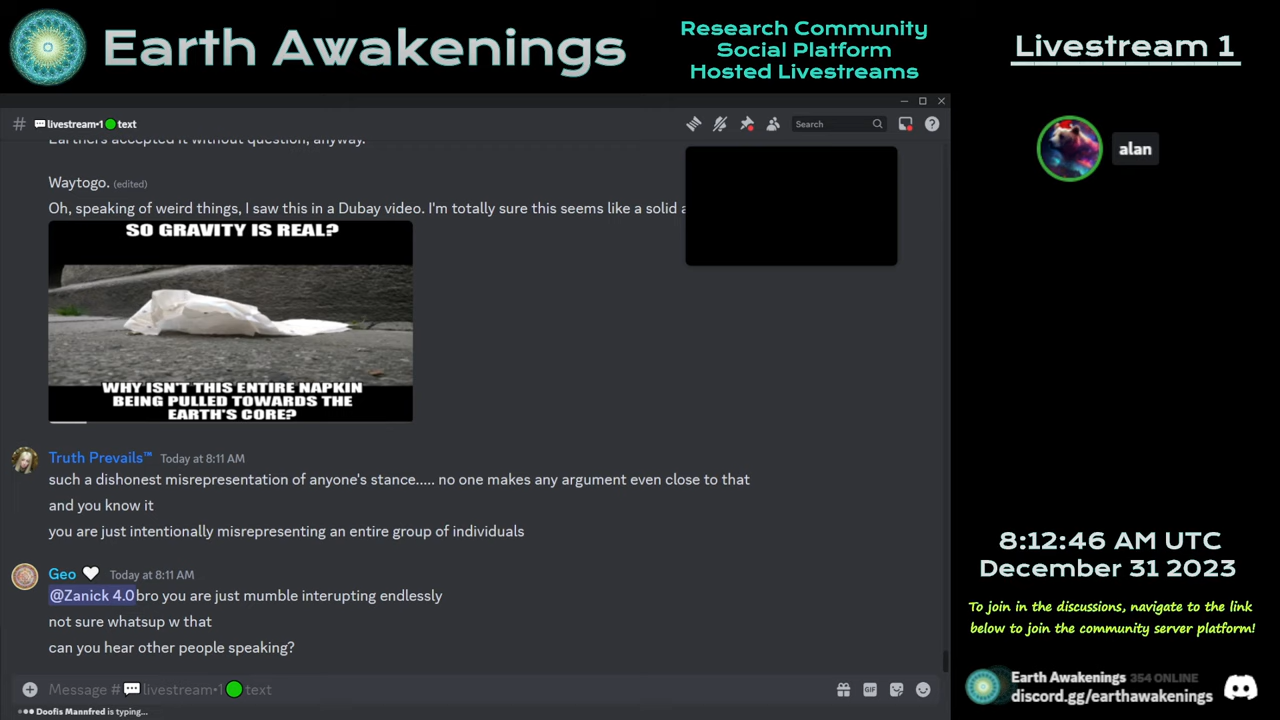 Earth Awakenings
Research Community
Social Platform
Hosted Livestreams
Livestream 1
# livestream•1 text
Search
Earthers accepted it without question, anyway.
Waytogo. (edited)
Oh, speaking of weird things, I saw this in a Dubay video. I'm totally sure this seems like a solid a
SO GRAVITY IS REAL?
WHY ISN'T THIS ENTIRE NAPKIN
BEING PULLED TOWARDS THE
EARTH'S CORE?
Truth Prevails™ Today at 8:11 AM
such a dishonest misrepresentation of anyone's stance..... no one makes any argument even close to that
and you know it
you are just intentionally misrepresenting an entire group of individuals
Geo Today at 8:11 AM
@Zanick 4.0 bro you are just mumble interupting endlessly
not sure whatsup w that
can you hear other people speaking?
Message # livestream•1 text
Doofis Mannfred is typing...
alan
8:12:46 AM UTC
December 31 2023
To join in the discussions, navigate to the link
below to join the community server platform!
Earth Awakenings 354 ONLINE
discord.gg/earthawakenings